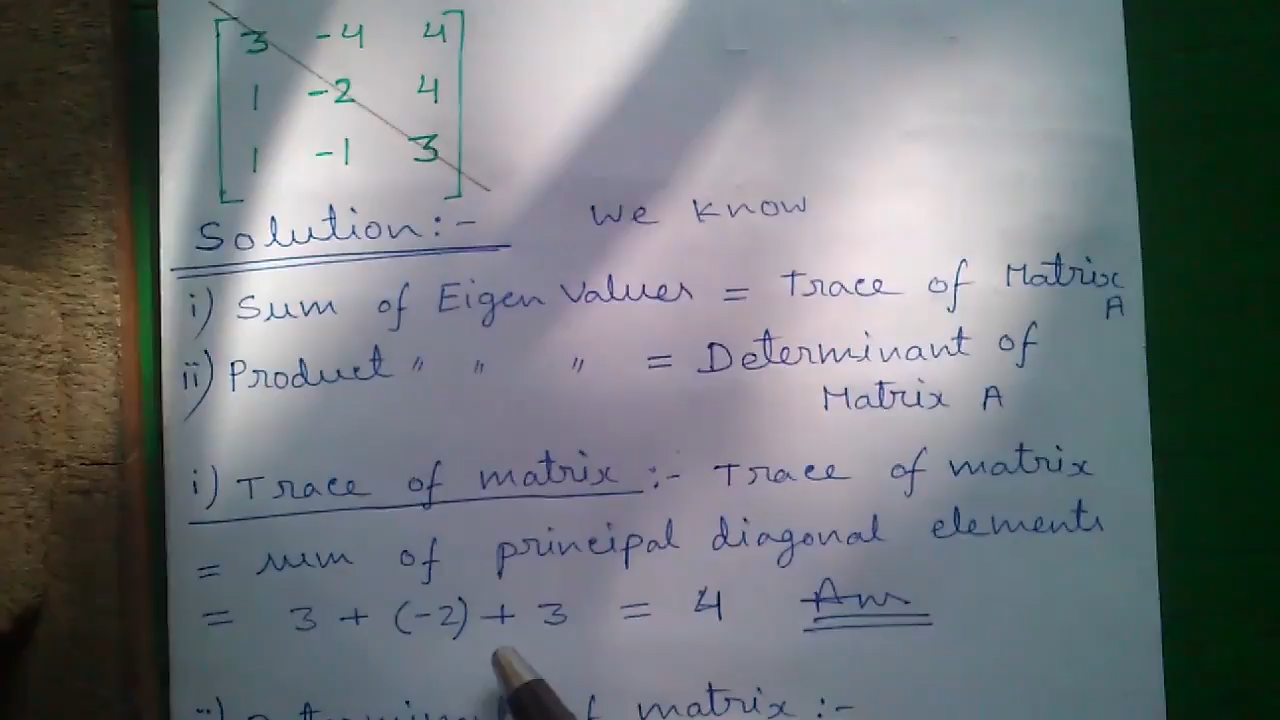 3 -4 4
1 -2 4
1 -1 3
Solution:- We know
i) Sum of Eigen Values = Trace of Matrix A
ii) Product " " " = Determinant of
Matrix A
i) Trace of matrix :- Trace of matrix
= sum of principal diagonal elements
= 3 + (-2) + 3 = 4 Ans
matrix :-